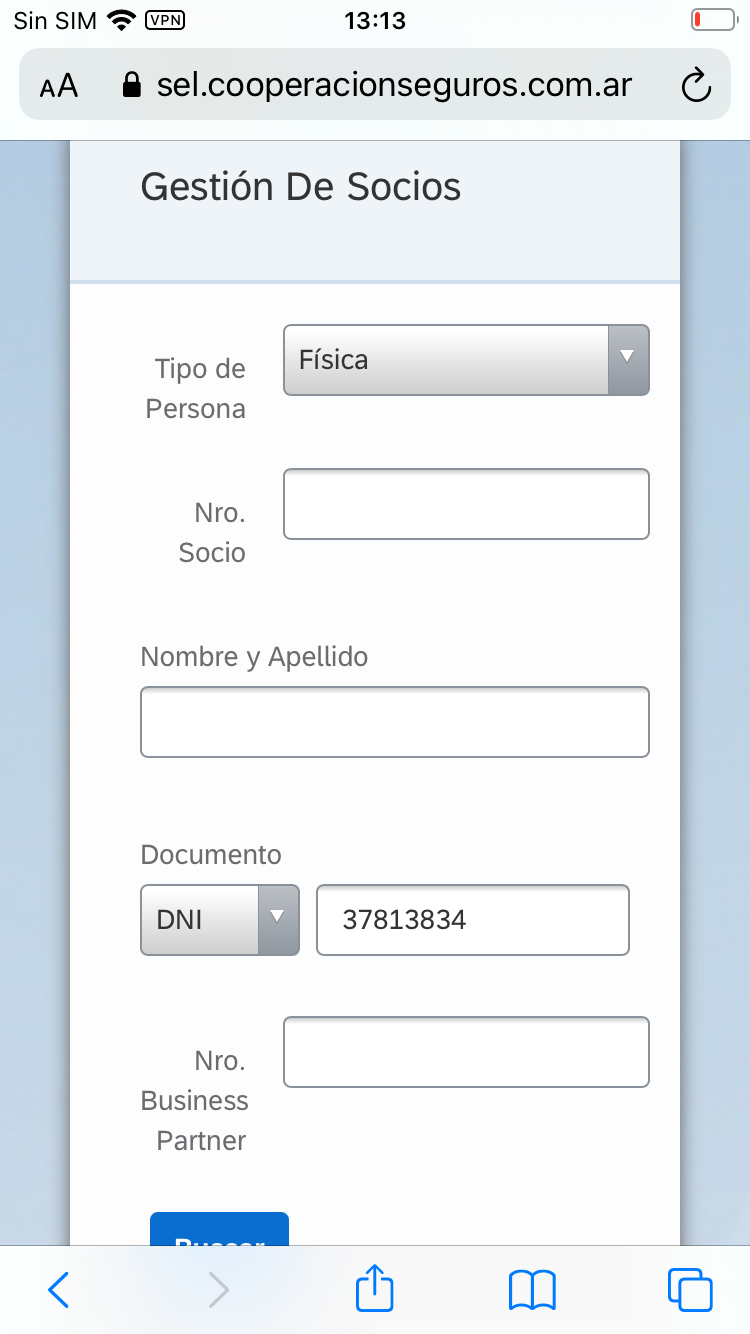 Sin SIM VPN 13:13
AA sel.cooperacionseguros.com.ar
Gestión De Socios
Tipo de
Persona
Física
Nro.
Socio
Nombre y Apellido
Documento
DNI 37813834
Nro.
Business
Partner
Buscar